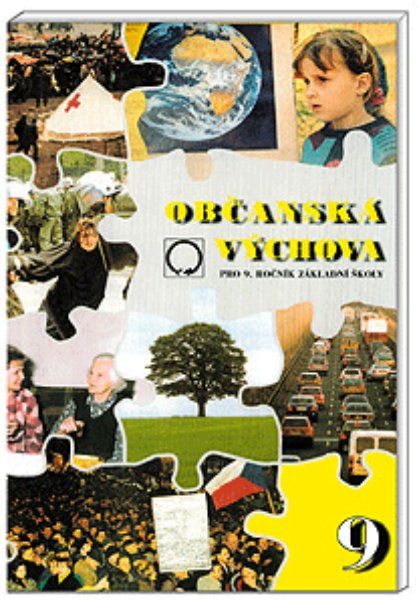 OBČANSKÁ
VÝCHOVA
PRO 9. ROČNÍK ZÁKLADNÍ ŠKOLY
9